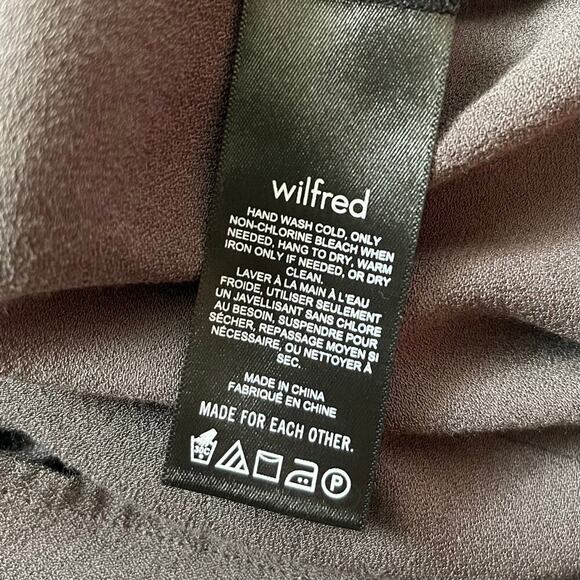 wilfred
HAND WASH COLD, ONLY
NON-CHLORINE BLEACH WHEN
NEEDED, HANG TO DRY, WARM
IRON ONLY IF NEEDED, OR DRY
CLEAN
LAVER À LA MAIN À L'EAU
FROIDE, UTILISER SEULEMENT
UN JAVELLISANT SANS CHLORE
AU BESOIN, SUSPENDRE POUR
SÉCHER, REPASSAGE MOYEN SI
NÉCESSAIRE, OU NETTOYER À
SEC.
MADE IN CHINA
FABRIQUÉ EN CHINE
MADE FOR EACH OTHER.
30C P